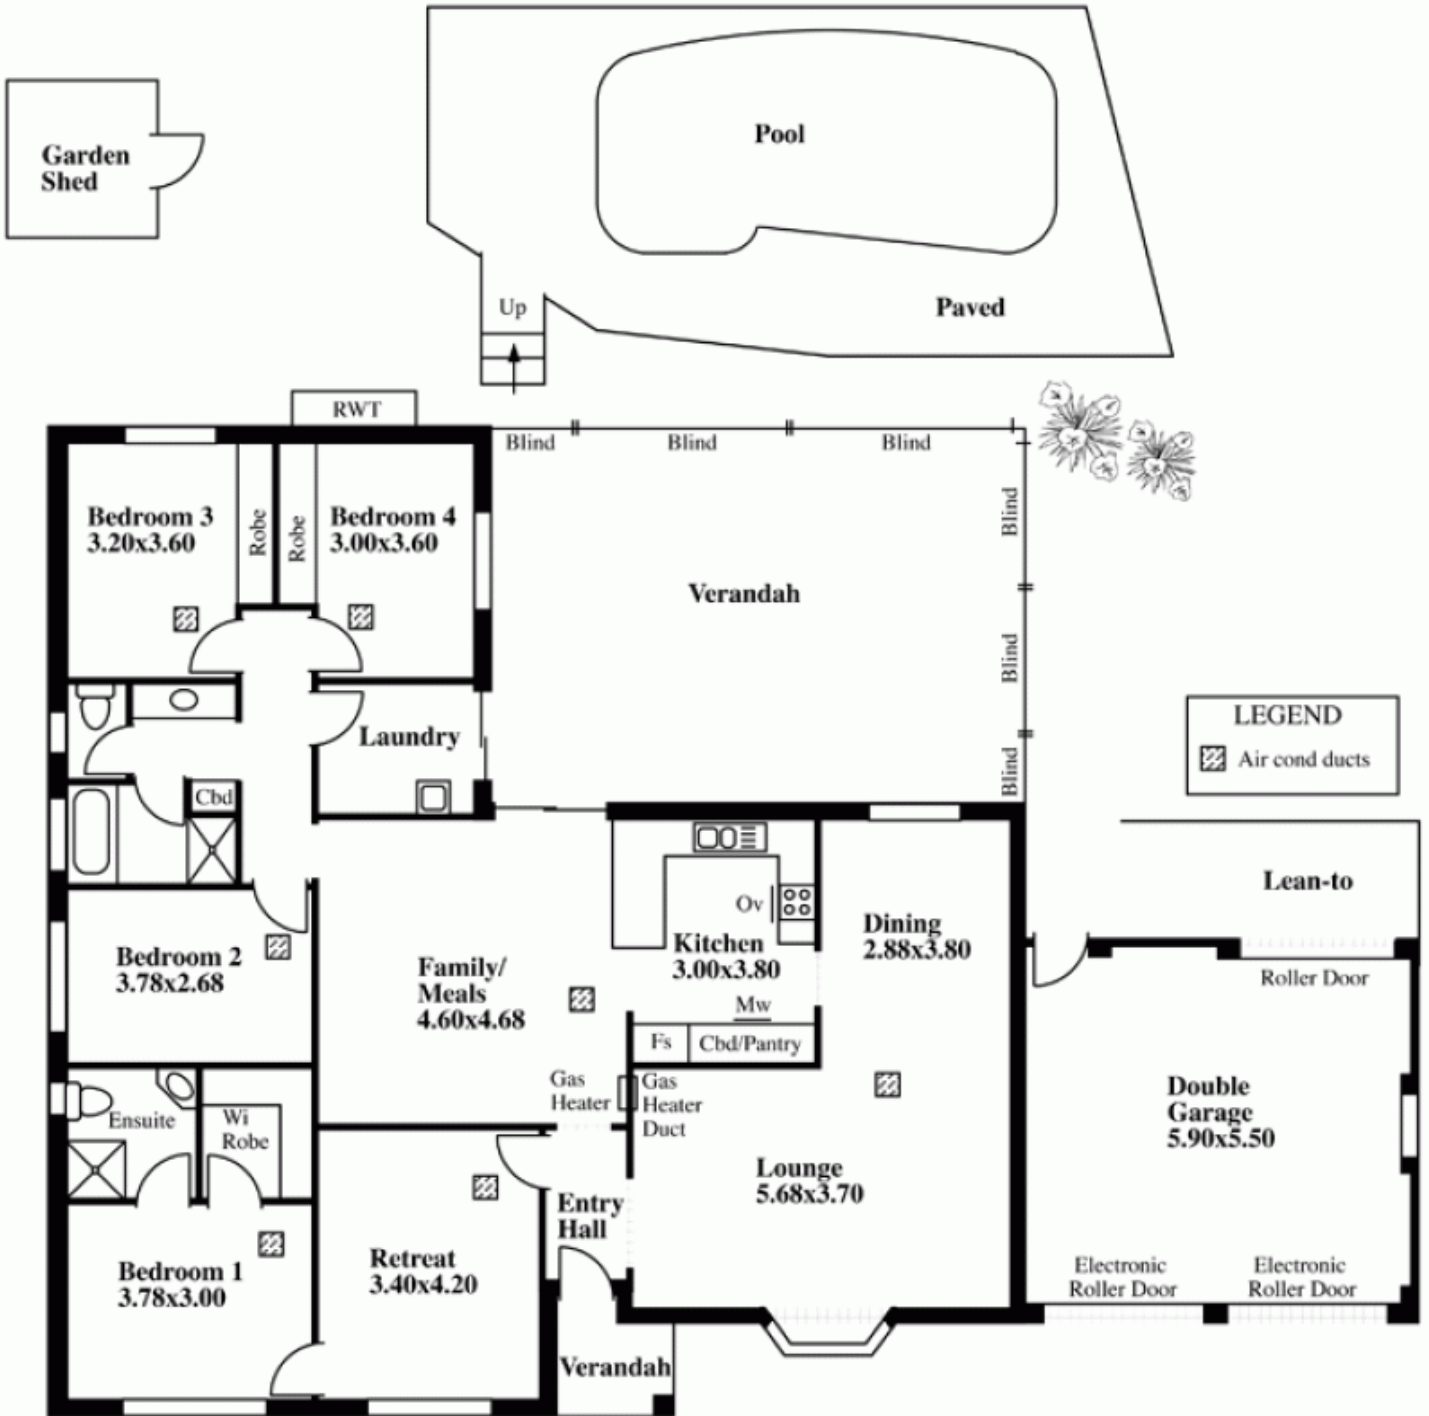 Pool
Garden
Shed
Up
Paved
RWT
Blind
Blind
Blind
Bedroom 3
3.20x3.60
Robe
Robe
Bedroom 4
3.00x3.60
Blind
Verandah
Blind
Blind
LEGEND
Air cond ducts
Laundry
Cbd
Lean-to
Ov
Kitchen
3.00x3.80
Dining
2.88x3.80
Bedroom 2
3.78x2.68
Family/
Meals
4.60x4.68
Roller Door
Mw
Fs
Cbd/Pantry
Gas
Heater
Gas
Heater
Duct
Double
Garage
5.90x5.50
Ensuite
Wi
Robe
Lounge
5.68x3.70
Entry
Hall
Retreat
3.40x4.20
Bedroom 1
3.78x3.00
Electronic
Roller Door
Electronic
Roller Door
Verandah